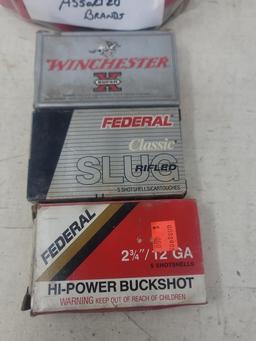 ASSORTED
BRANDS
WINCHESTER
SUPER
X
FEDERAL
Classic
RIFLED
SLUG
5 SHOTSHELLS/CARTOUCHES
FEDERAL
2¾"/12 GA
5 SHOTSHELLS
HI-POWER BUCKSHOT
WARNING KEEP OUT OF REACH OF CHILDREN